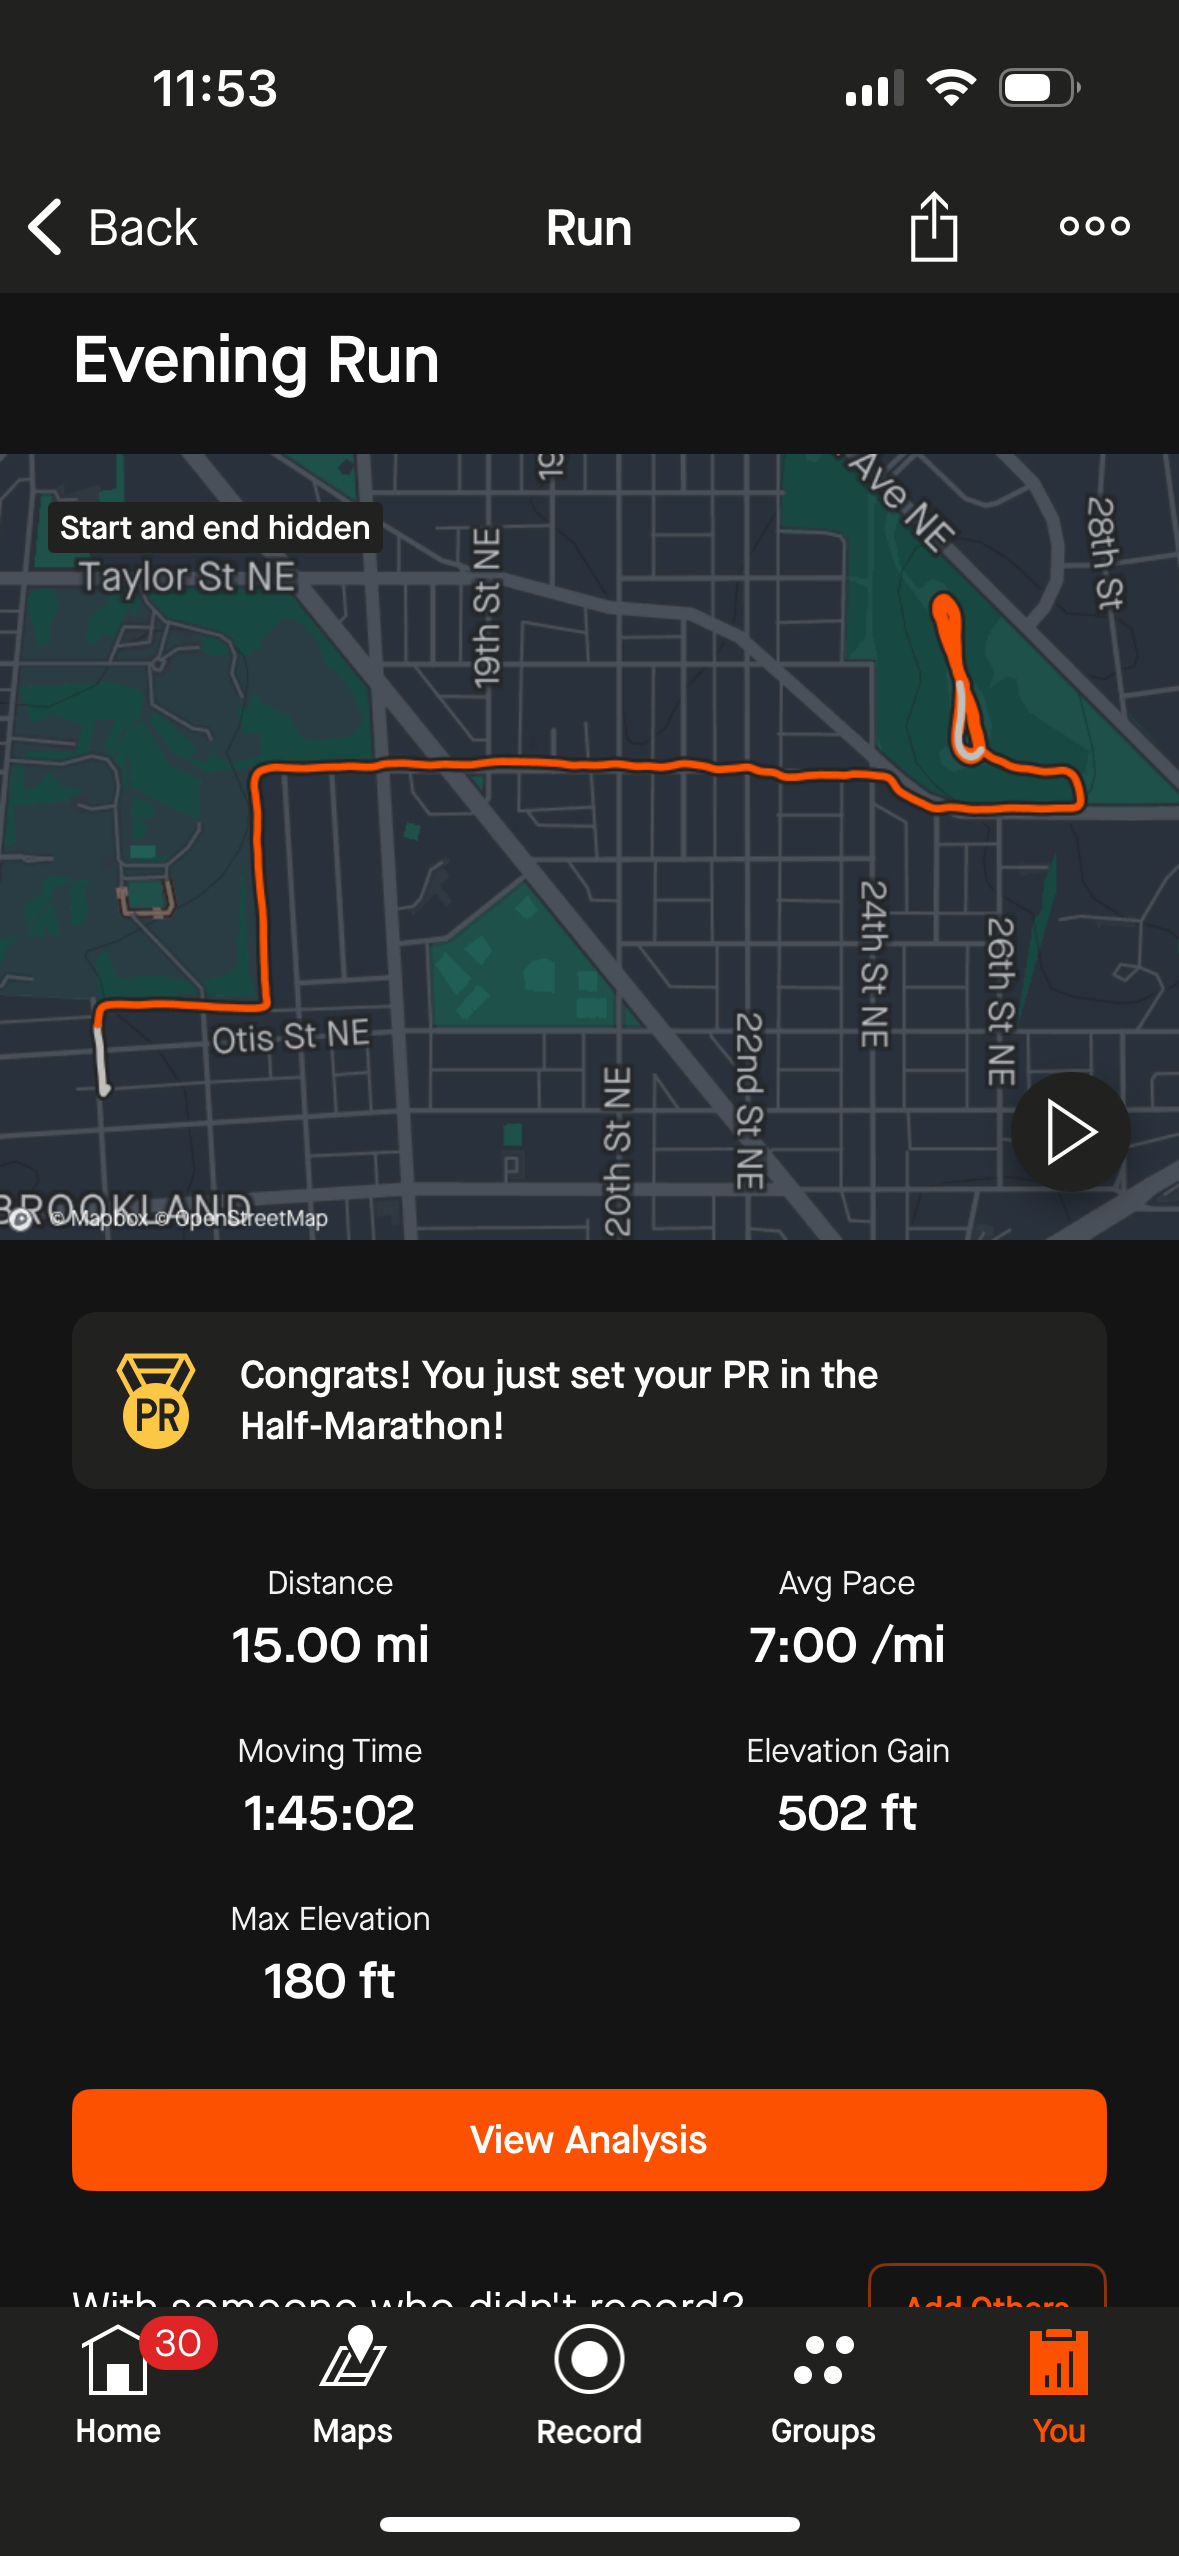 11:53
Back
Run
Evening Run
19
Ave NE
28th St
Start and end hidden
Taylor St NE
19th St NE
24th St NE
26th St NE
Otis St NE
22nd St NE
20th St NE
BROOKLAND
© Mapbox © OpenStreetMap
PR
Congrats! You just set your PR in the
Half-Marathon!
Distance
Avg Pace
15.00 mi
7:00 /mi
Moving Time
Elevation Gain
1:45:02
502 ft
Max Elevation
180 ft
View Analysis
With someone who didn't record?
Add Others
30
Home
Maps
Record
Groups
You